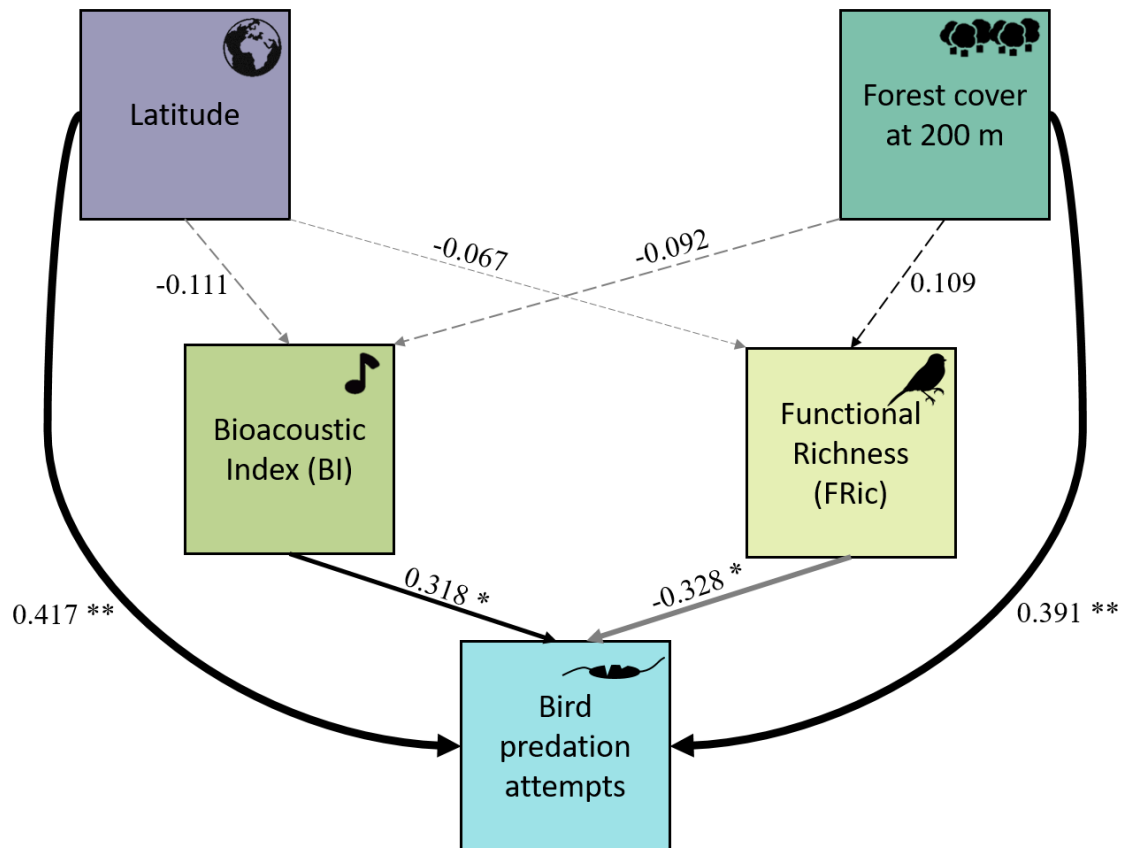 Latitude
Forest cover
at 200 m
-0.111
-0.067
-0.092
0.109
Bioacoustic
Index (BI)
Functional
Richness
(FRic)
0.417 **
0.318 *
-0.328 *
0.391 **
Bird
predation
attempts